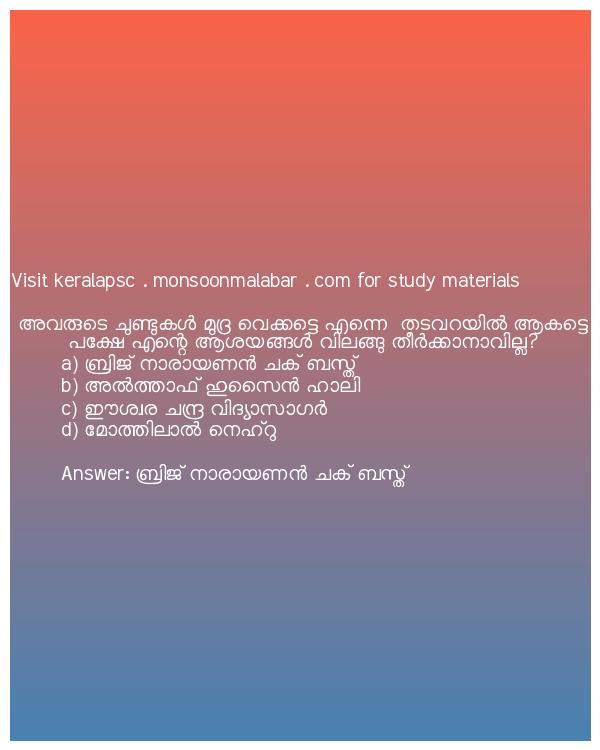 Visit keralapsc . monsoonmalabar . com for study materials
അവരുടെ ചുണ്ടുകൾ മുദ്ര വെക്കട്ടെ എന്നെ തടവറയിൽ ആകട്ടെ
പക്ഷേ എന്റെ ആശയങ്ങൾ വിലങ്ങു തീർക്കാനാവില്ല?
a) ബ്രിജ് നാരായണൻ ചക് ബസ്ത്
b) അൽത്താഫ് ഹുസൈൻ ഹാലി
c) ഈശ്വര ചന്ദ്ര വിദ്യാസാഗർ
d) മോത്തിലാൽ നെഹ്റു
Answer: ബ്രിജ് നാരായണൻ ചക് ബസ്ത്